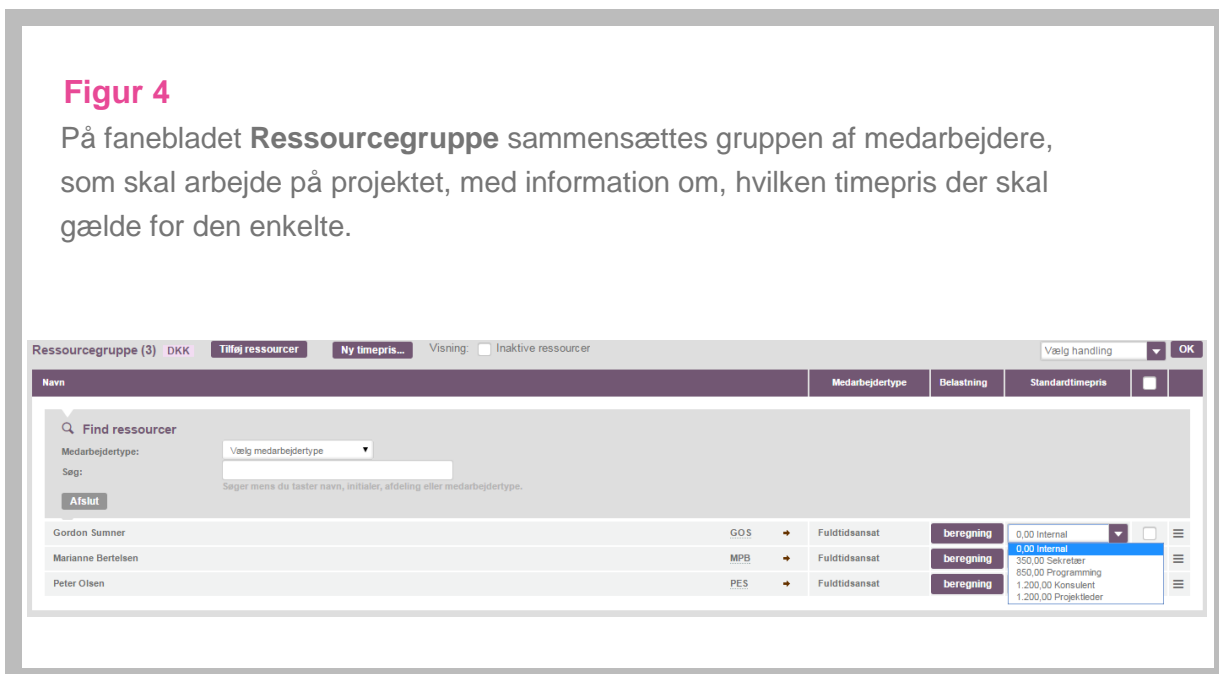 Figur 4
På fanebladet Ressourcegruppe sammensættes gruppen af medarbejdere,
som skal arbejde på projektet, med information om, hvilken timepris der skal
gælde for den enkelte.
Ressourcegruppe (3) DKK Tilføj ressourcer Ny timepris... Visning: Inaktive ressourcer Vælg handling OK
Navn Medarbejdertype Belastning Standardtimepris
Find ressourcer
Medarbejdertype: Vælg medarbejdertype
Søg:
Søger mens du taster navn, initialer, afdeling eller medarbejdertype.
Afslut
Gordon Sumner GOS Fuldtidsansat beregning 0,00 Internal
0,00 Internal
Marianne Bertelsen MPB Fuldtidsansat beregning 350,00 Sekretær
850,00 Programming
Peter Olsen PES Fuldtidsansat beregning 1.200,00 Konsulent
1.200,00 Projektleder